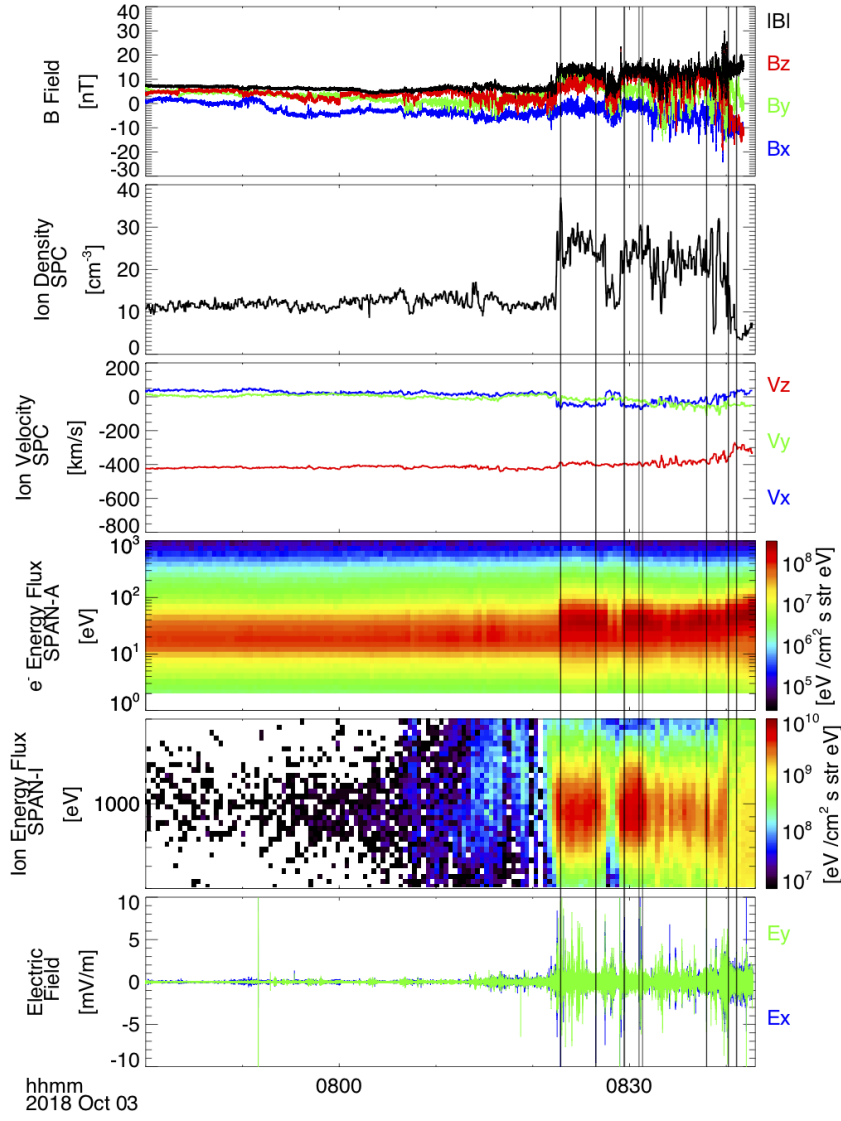 40
30
20
10
0
-10
-20
-30
B Field
[nT]
|B|
Bz
By
Bx
40
30
20
10
0
Ion Density
SPC
[cm-3]
200
0
-200
-400
-600
-800
Ion Velocity
SPC
[km/s]
Vz
Vy
Vx
10³
10²
10¹
10⁰
e⁻ Energy Flux
SPAN-A
[eV]
10⁸
10⁷
10⁶
10⁵
[eV /cm² s str eV]
1000
Ion Energy Flux
SPAN-I
[eV]
10¹⁰
10⁹
10⁸
10⁷
[eV /cm² s str eV]
10
5
0
-5
-10
Electric
Field
[mV/m]
Ey
Ex
hhmm 0800 0830
2018 Oct 03